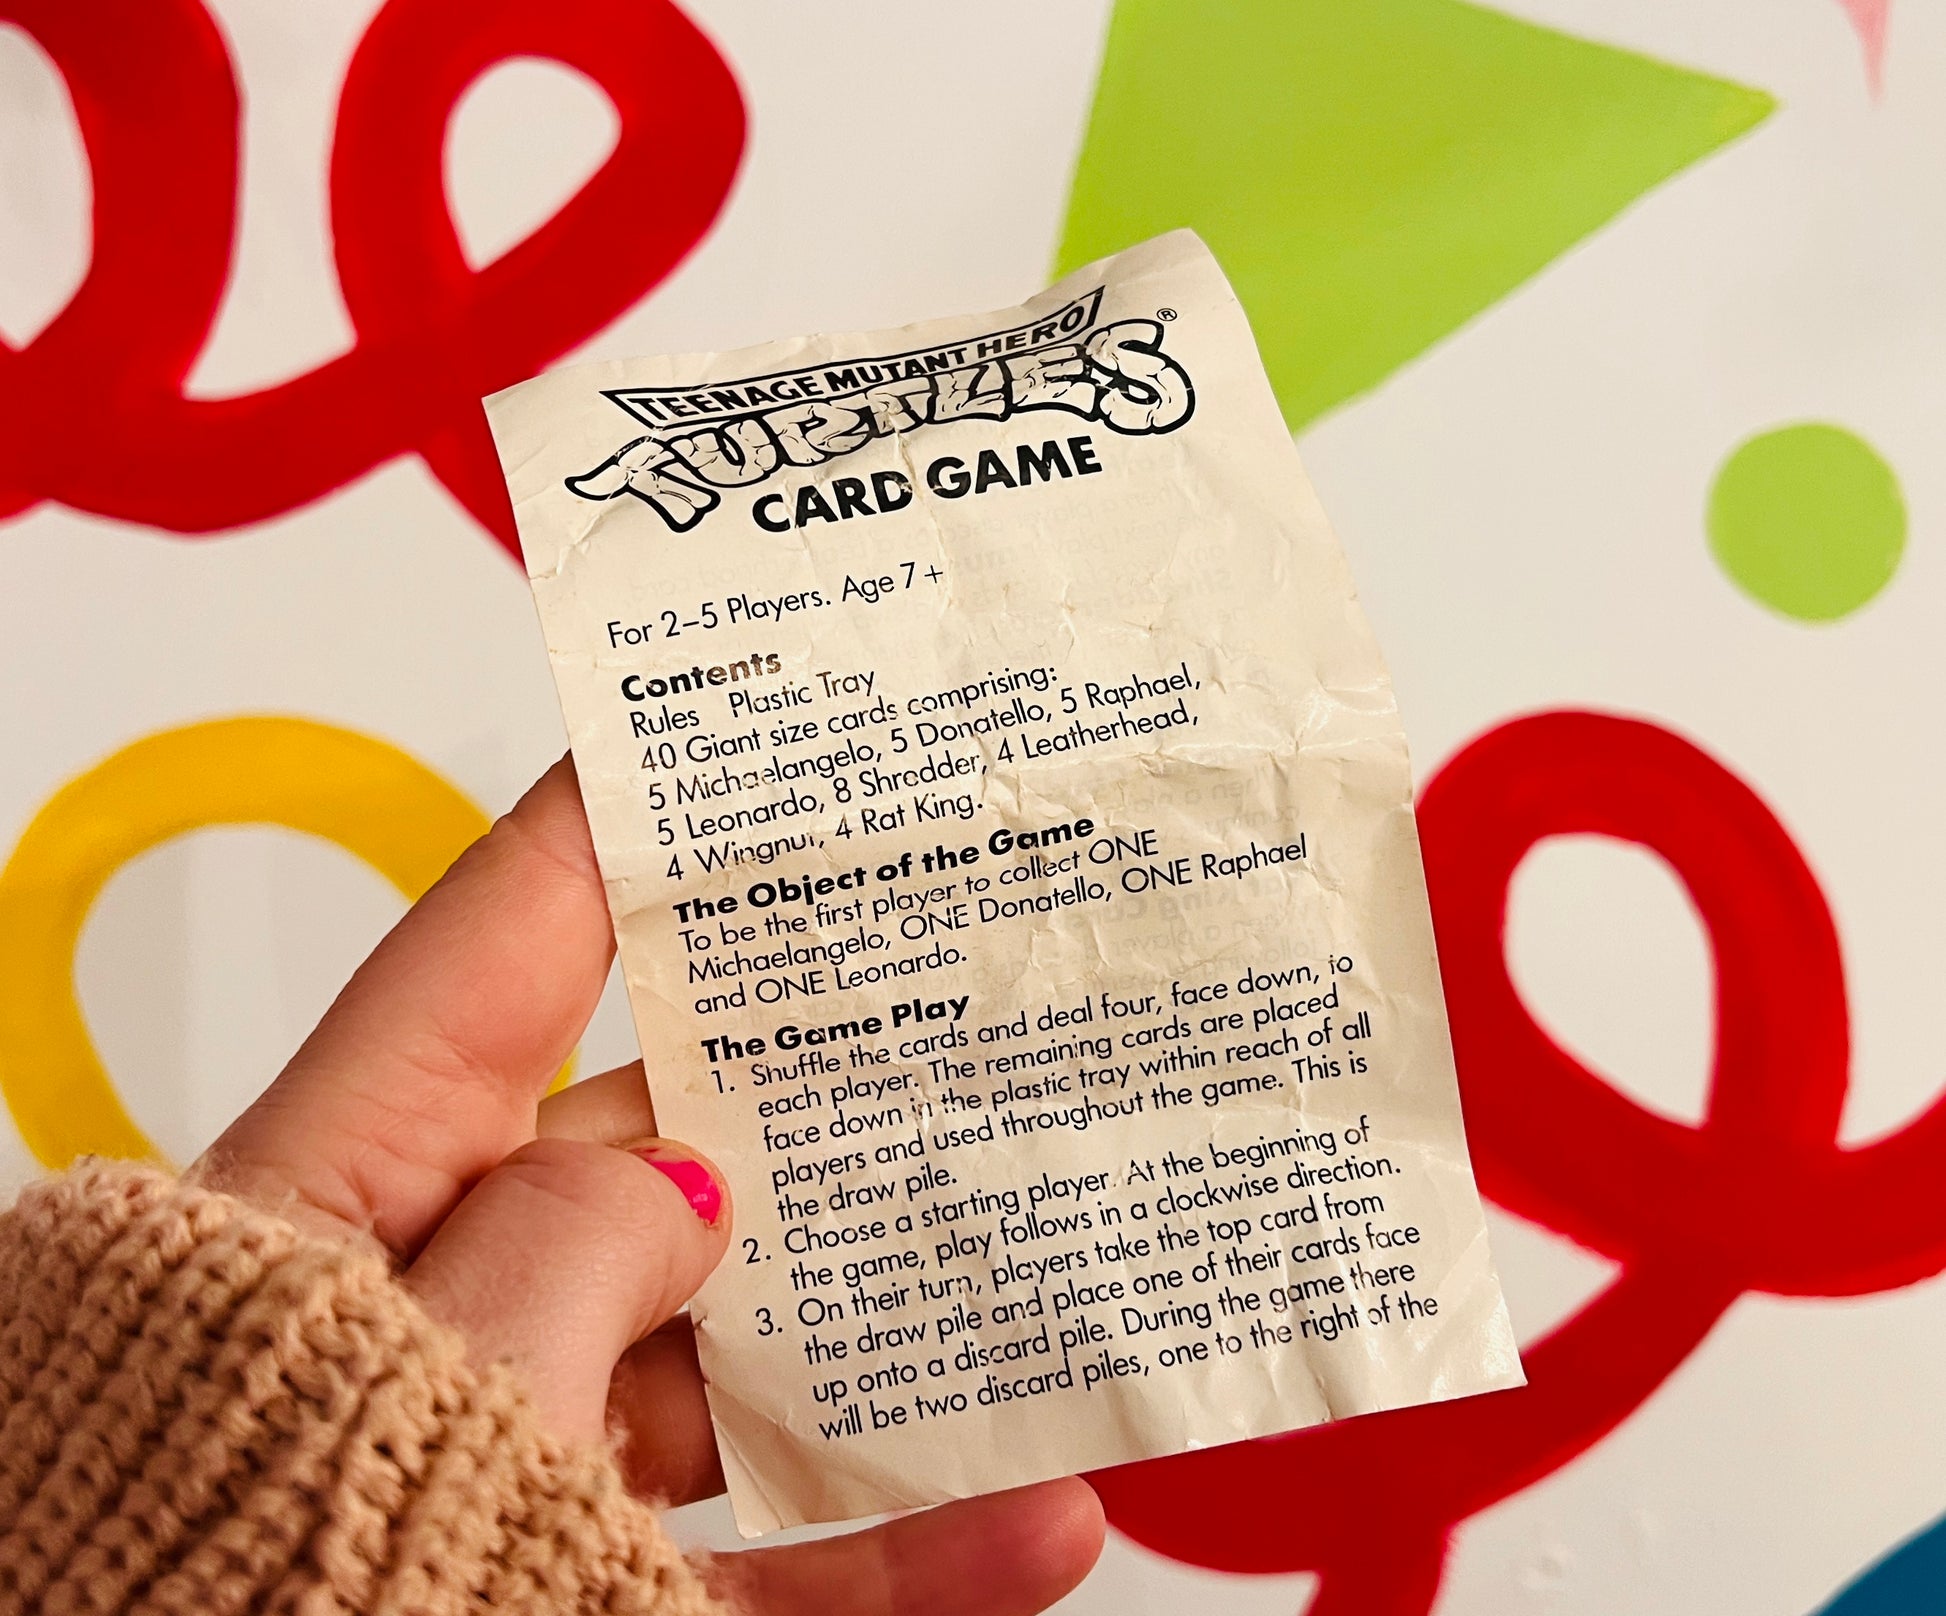 TEENAGE MUTANT HERO
TURTLES®
CARD GAME
For 2–5 Players. Age 7+
Contents
Rules Plastic Tray
40 Giant size cards comprising:
5 Michaelangelo, 5 Donatello, 5 Raphael,
5 Leonardo, 8 Shredder, 4 Leatherhead,
4 Wingnut, 4 Rat King.
The Object of the Game
To be the first player to collect ONE
Michaelangelo, ONE Donatello, ONE Raphael
and ONE Leonardo.
The Game Play
1. Shuffle the cards and deal four, face down, to
each player. The remaining cards are placed
face down in the plastic tray within reach of all
players and used throughout the game. This is
the draw pile.
2. Choose a starting player. At the beginning of
the game, play follows in a clockwise direction.
3. On their turn, players take the top card from
the draw pile and place one of their cards face
up onto a discard pile. During the game there
will be two discard piles, one to the right of the